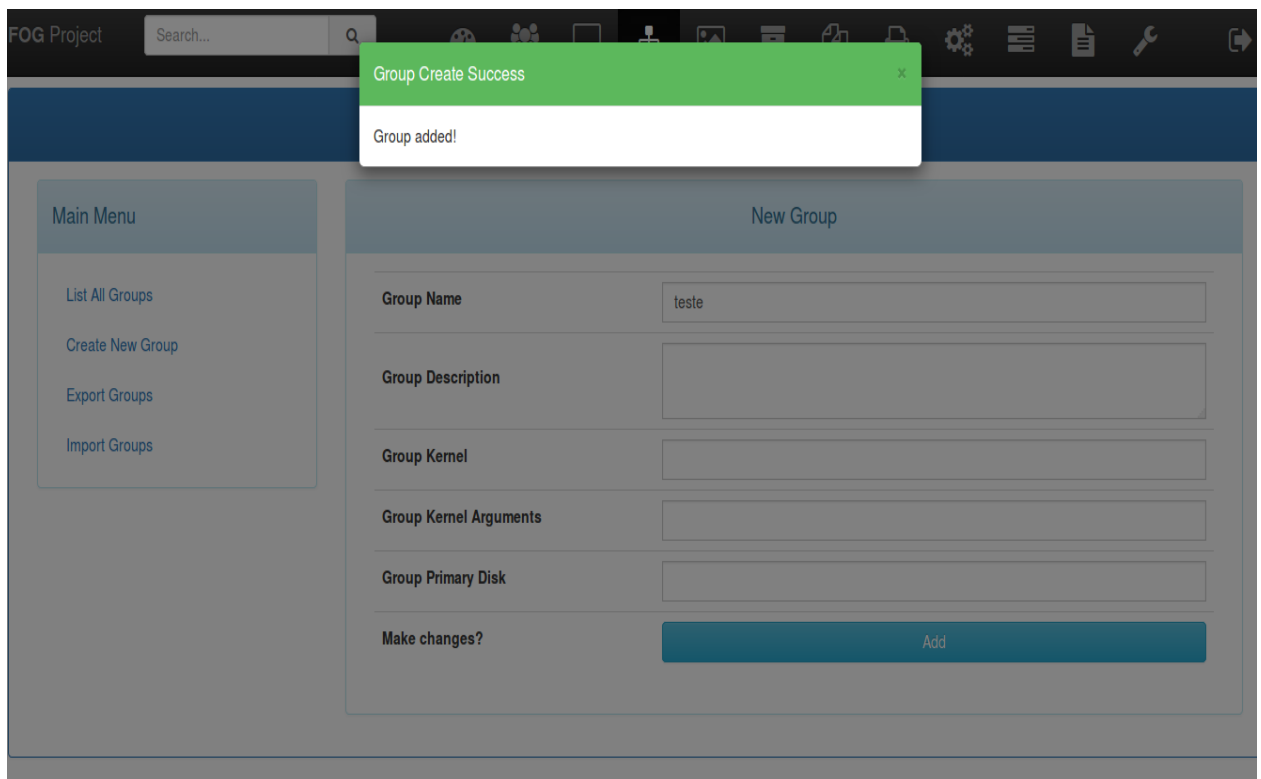 FOG Project Search...
Group Create Success x
Group added!
Main Menu
New Group
List All Groups
Create New Group
Export Groups
Import Groups
Group Name teste
Group Description
Group Kernel
Group Kernel Arguments
Group Primary Disk
Make changes? Add